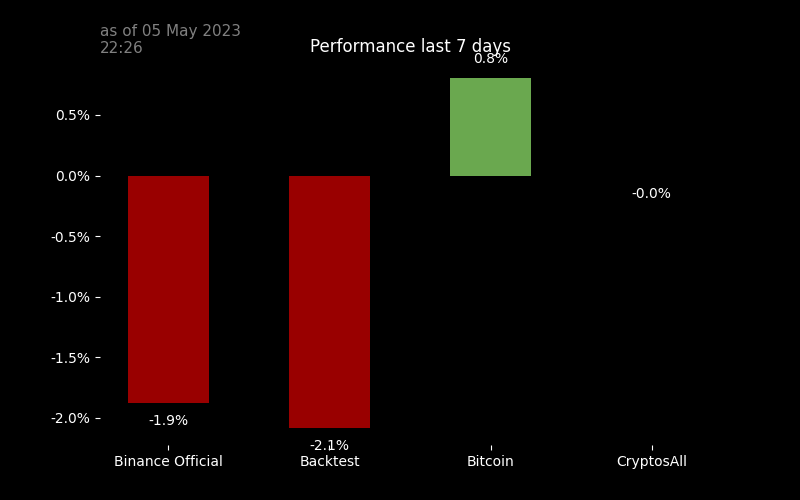 as of 05 May 2023
22:26
Performance last 7 days
0.8%
0.5%
0.0%
-0.0%
-0.5%
-1.0%
-1.5%
-2.0%
-1.9%
-2.1%
Binance Official
Backtest
Bitcoin
CryptosAll